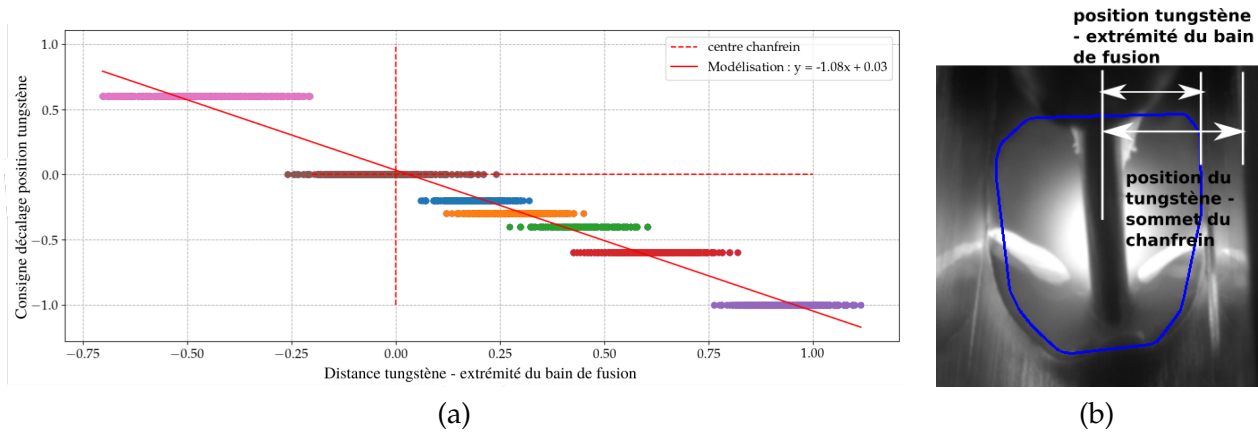 1.0
0.5
0.0
−0.5
−1.0
Consigne décalage position tungstène
centre chanfrein
Modélisation : y = -1.08x + 0.03
−0.75
−0.50
−0.25
0.00
0.25
0.50
0.75
1.00
Distance tungstène - extrémité du bain de fusion
(a)
position tungstène
- extrémité du bain
de fusion
position du
tungstène -
sommet du
chanfrein
(b)